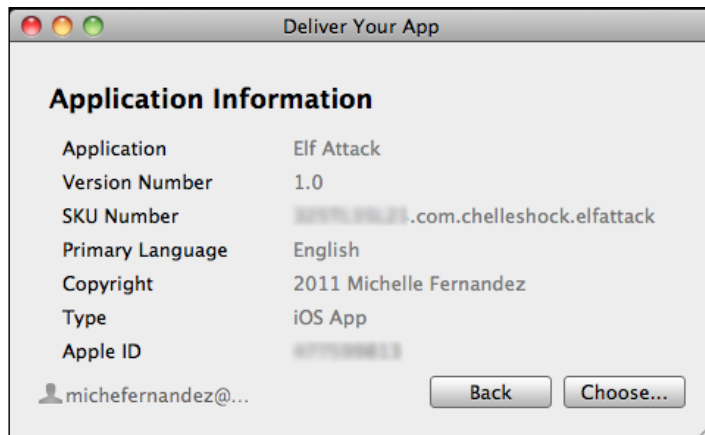 Deliver Your App
Application Information
Application Elf Attack
Version Number 1.0
SKU Number .com.chelleshock.elfattack
Primary Language English
Copyright 2011 Michelle Fernandez
Type iOS App
Apple ID
michefernandez@...
Back Choose...